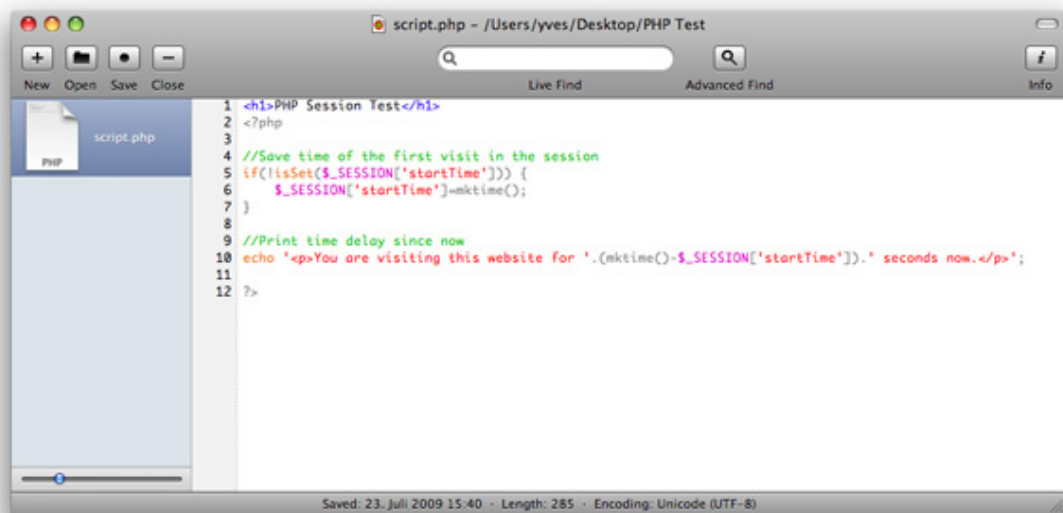 script.php – /Users/yves/Desktop/PHP Test
New Open Save Close Live Find Advanced Find Info
script.php
PHP
1 <h1>PHP Session Test</h1>
2 <?php
3
4 //Save time of the first visit in the session
5 if(!isSet($_SESSION['startTime'])) {
6 $_SESSION['startTime']=mktime();
7 }
8
9 //Print time delay since now
10 echo '<p>You are visiting this website for '.(mktime()-$_SESSION['startTime']).' seconds now.</p>';
11
12 ?>
Saved: 23. Juli 2009 15:40 · Length: 285 · Encoding: Unicode (UTF-8)